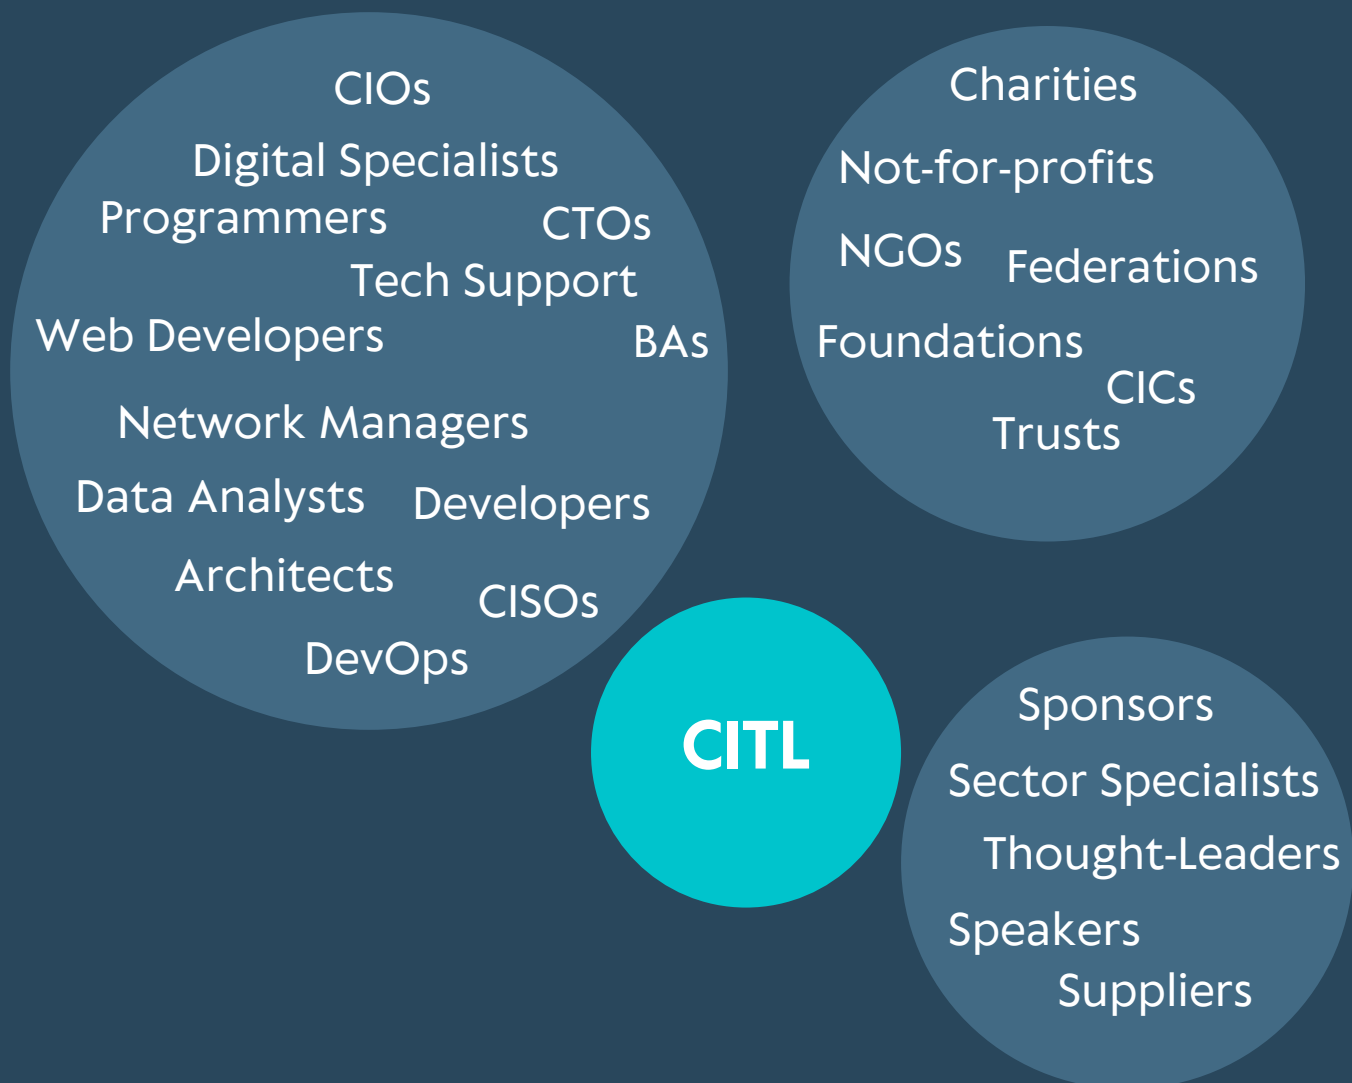 CIOs
Digital Specialists
Programmers
CTOs
Tech Support
Web Developers
BAs
Network Managers
Data Analysts
Developers
Architects
CISOs
DevOps
Charities
Not-for-profits
NGOs
Federations
Foundations
CICs
Trusts
CITL
Sponsors
Sector Specialists
Thought-Leaders
Speakers
Suppliers